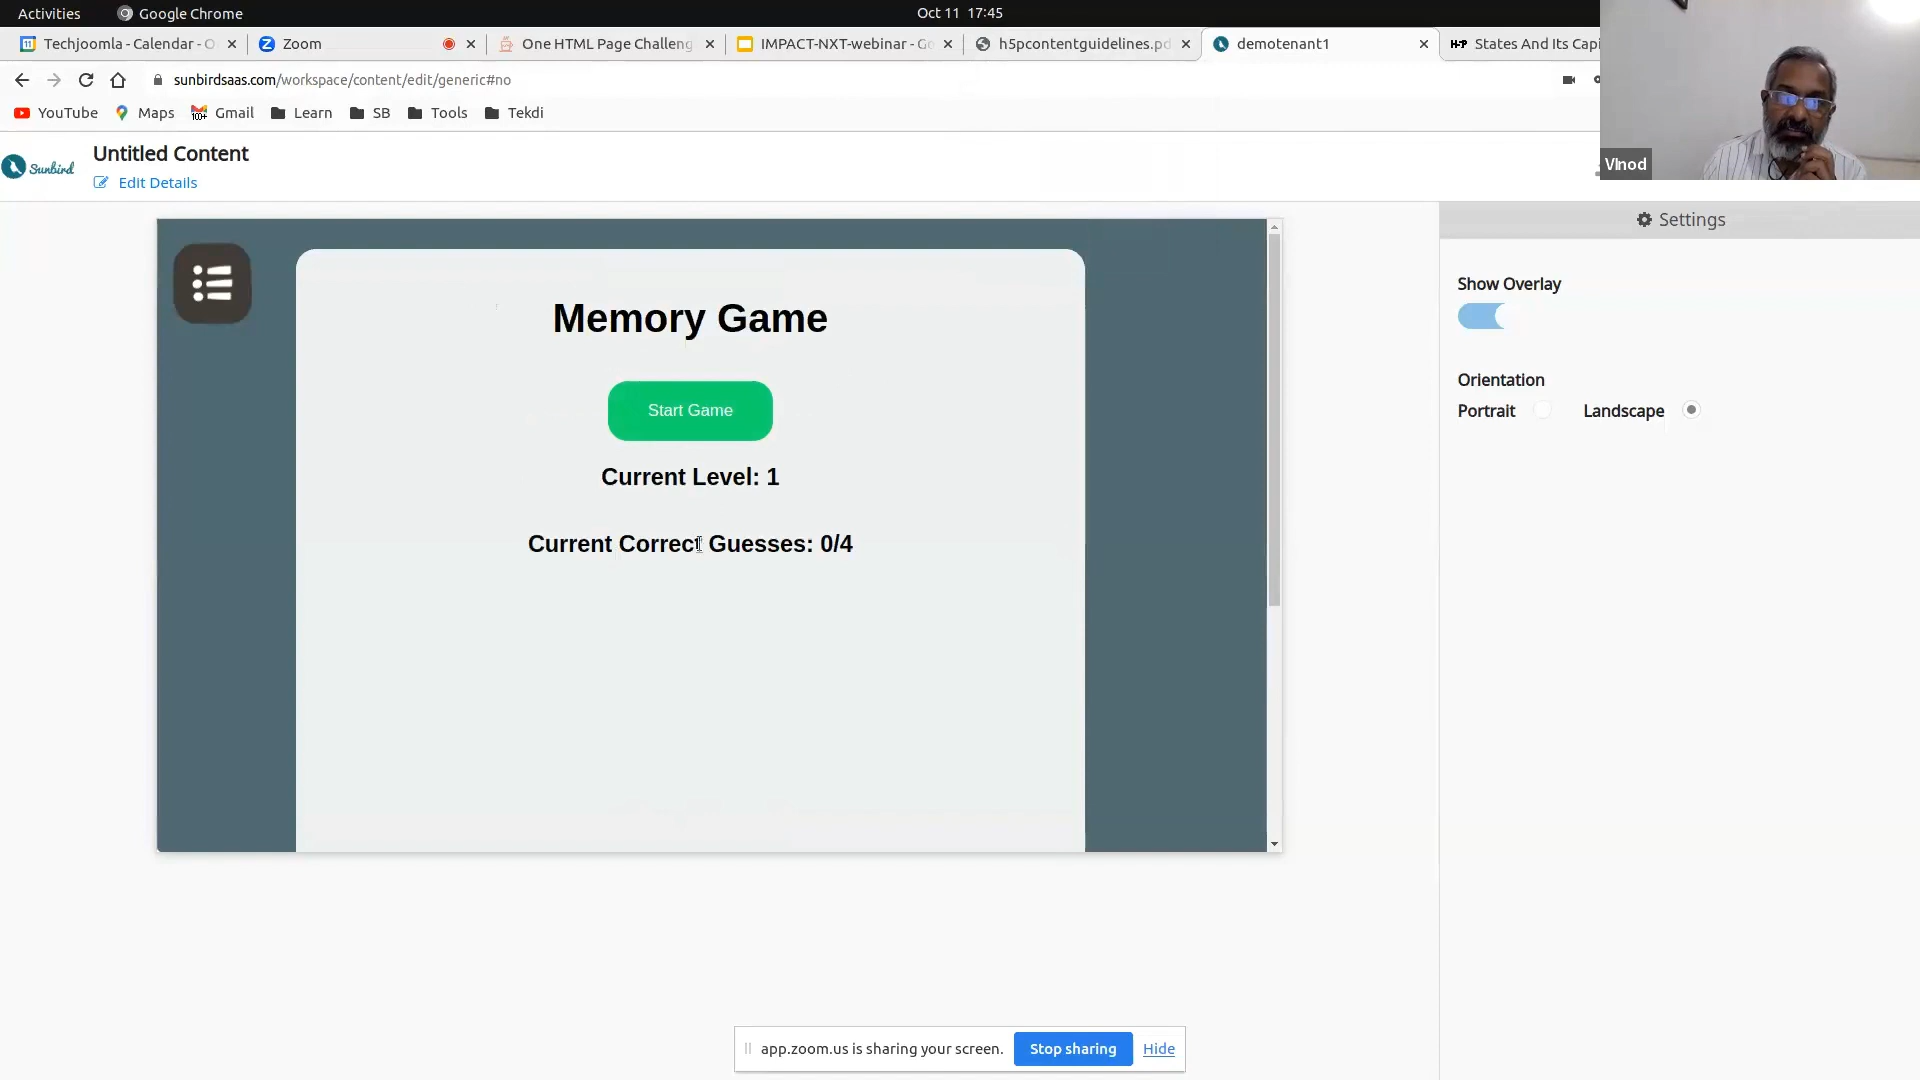 Activities
Google Chrome
Oct 11 17:45
Techjoomla - Calendar - O
Zoom
One HTML Page Challeng
IMPACT-NXT-webinar - Go
h5pcontentguidelines.pd
demotenant1
H-P States And Its Capi
sunbirdsaas.com/workspace/content/edit/generic#no
YouTube
Maps
10+ Gmail
Learn
SB
Tools
Tekdi
VInod
Sunbird
Untitled Content
Edit Details
Settings
Show Overlay
Orientation
Portrait
Landscape
Memory Game
Start Game
Current Level: 1
Current Correct Guesses: 0/4
app.zoom.us is sharing your screen.
Stop sharing
Hide